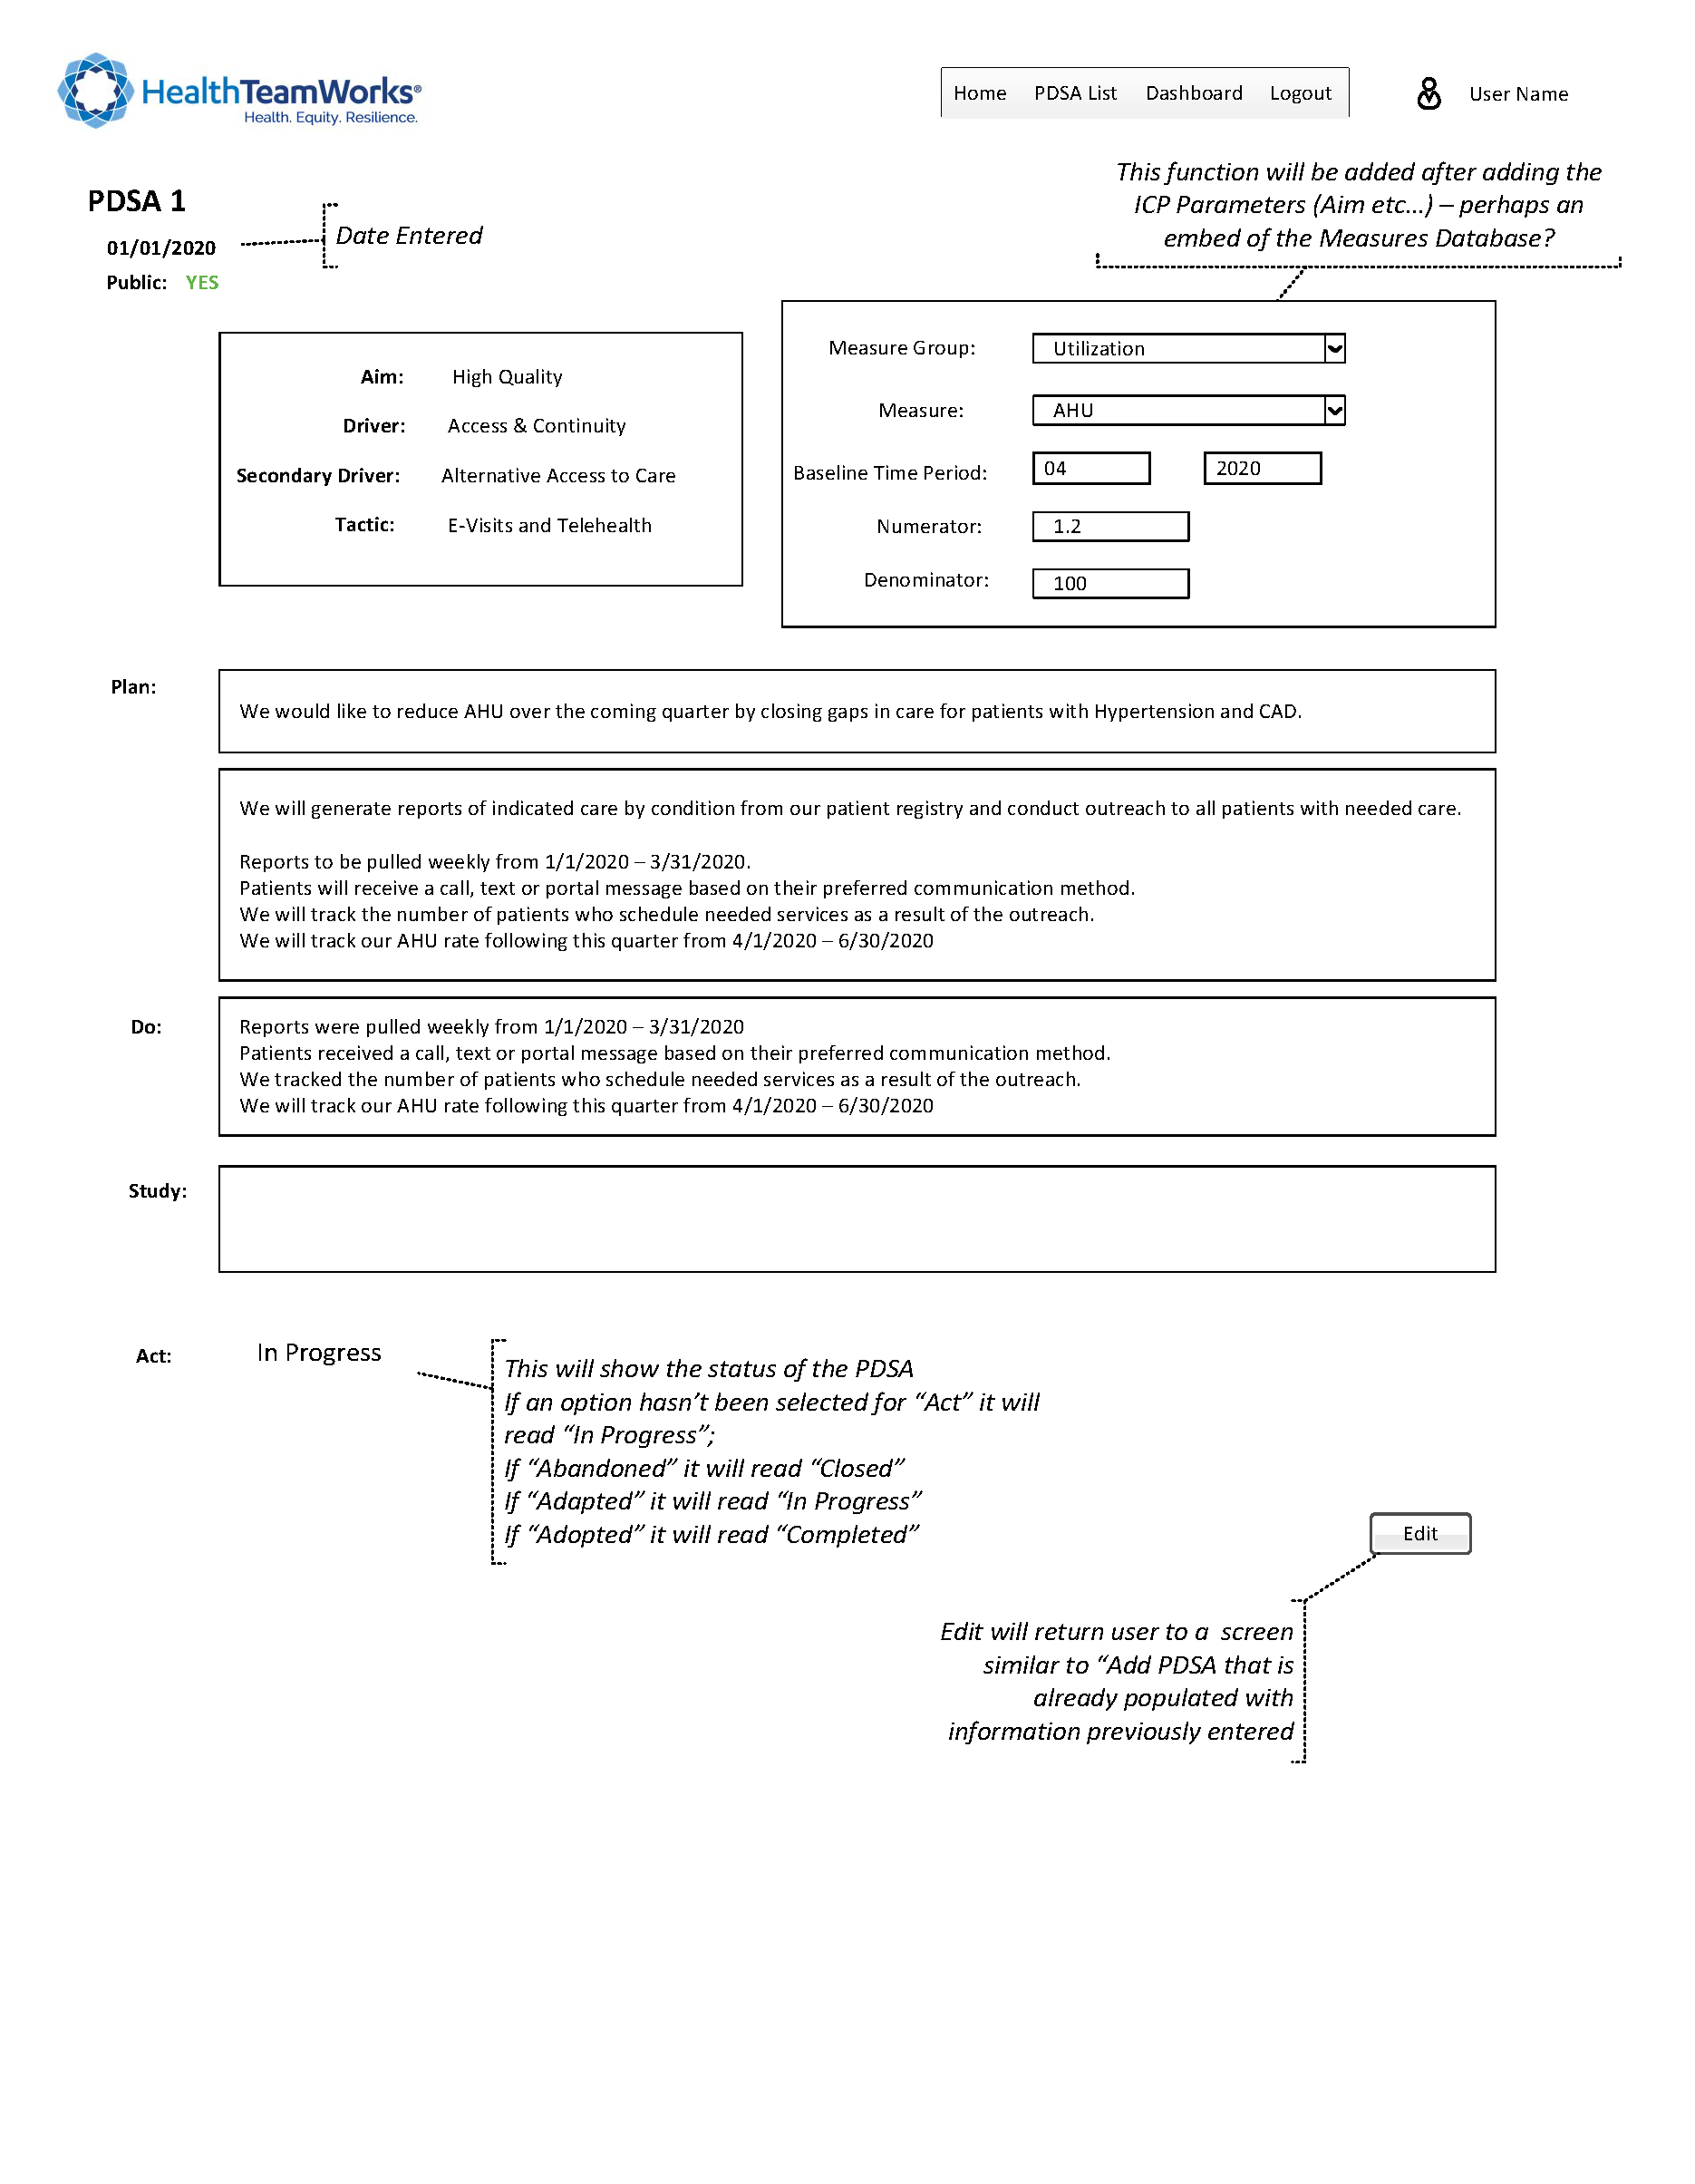 HealthTeamWorks®
Health. Equity. Resilience.
Home PDSA List Dashboard Logout
User Name
PDSA 1
01/01/2020
Date Entered
Public: YES
This function will be added after adding the
ICP Parameters (Aim etc...) – perhaps an
embed of the Measures Database?
Aim: High Quality
Driver: Access & Continuity
Secondary Driver: Alternative Access to Care
Tactic: E-Visits and Telehealth
Measure Group: Utilization
Measure: AHU
Baseline Time Period: 04 2020
Numerator: 1.2
Denominator: 100
Plan:
We would like to reduce AHU over the coming quarter by closing gaps in care for patients with Hypertension and CAD.
We will generate reports of indicated care by condition from our patient registry and conduct outreach to all patients with needed care.
Reports to be pulled weekly from 1/1/2020 – 3/31/2020.
Patients will receive a call, text or portal message based on their preferred communication method.
We will track the number of patients who schedule needed services as a result of the outreach.
We will track our AHU rate following this quarter from 4/1/2020 – 6/30/2020
Do:
Reports were pulled weekly from 1/1/2020 – 3/31/2020
Patients received a call, text or portal message based on their preferred communication method.
We tracked the number of patients who schedule needed services as a result of the outreach.
We will track our AHU rate following this quarter from 4/1/2020 – 6/30/2020
Study:
Act: In Progress
This will show the status of the PDSA
If an option hasn’t been selected for “Act” it will
read “In Progress”;
If “Abandoned” it will read “Closed”
If “Adapted” it will read “In Progress”
If “Adopted” it will read “Completed”
Edit
Edit will return user to a screen
similar to “Add PDSA that is
already populated with
information previously entered